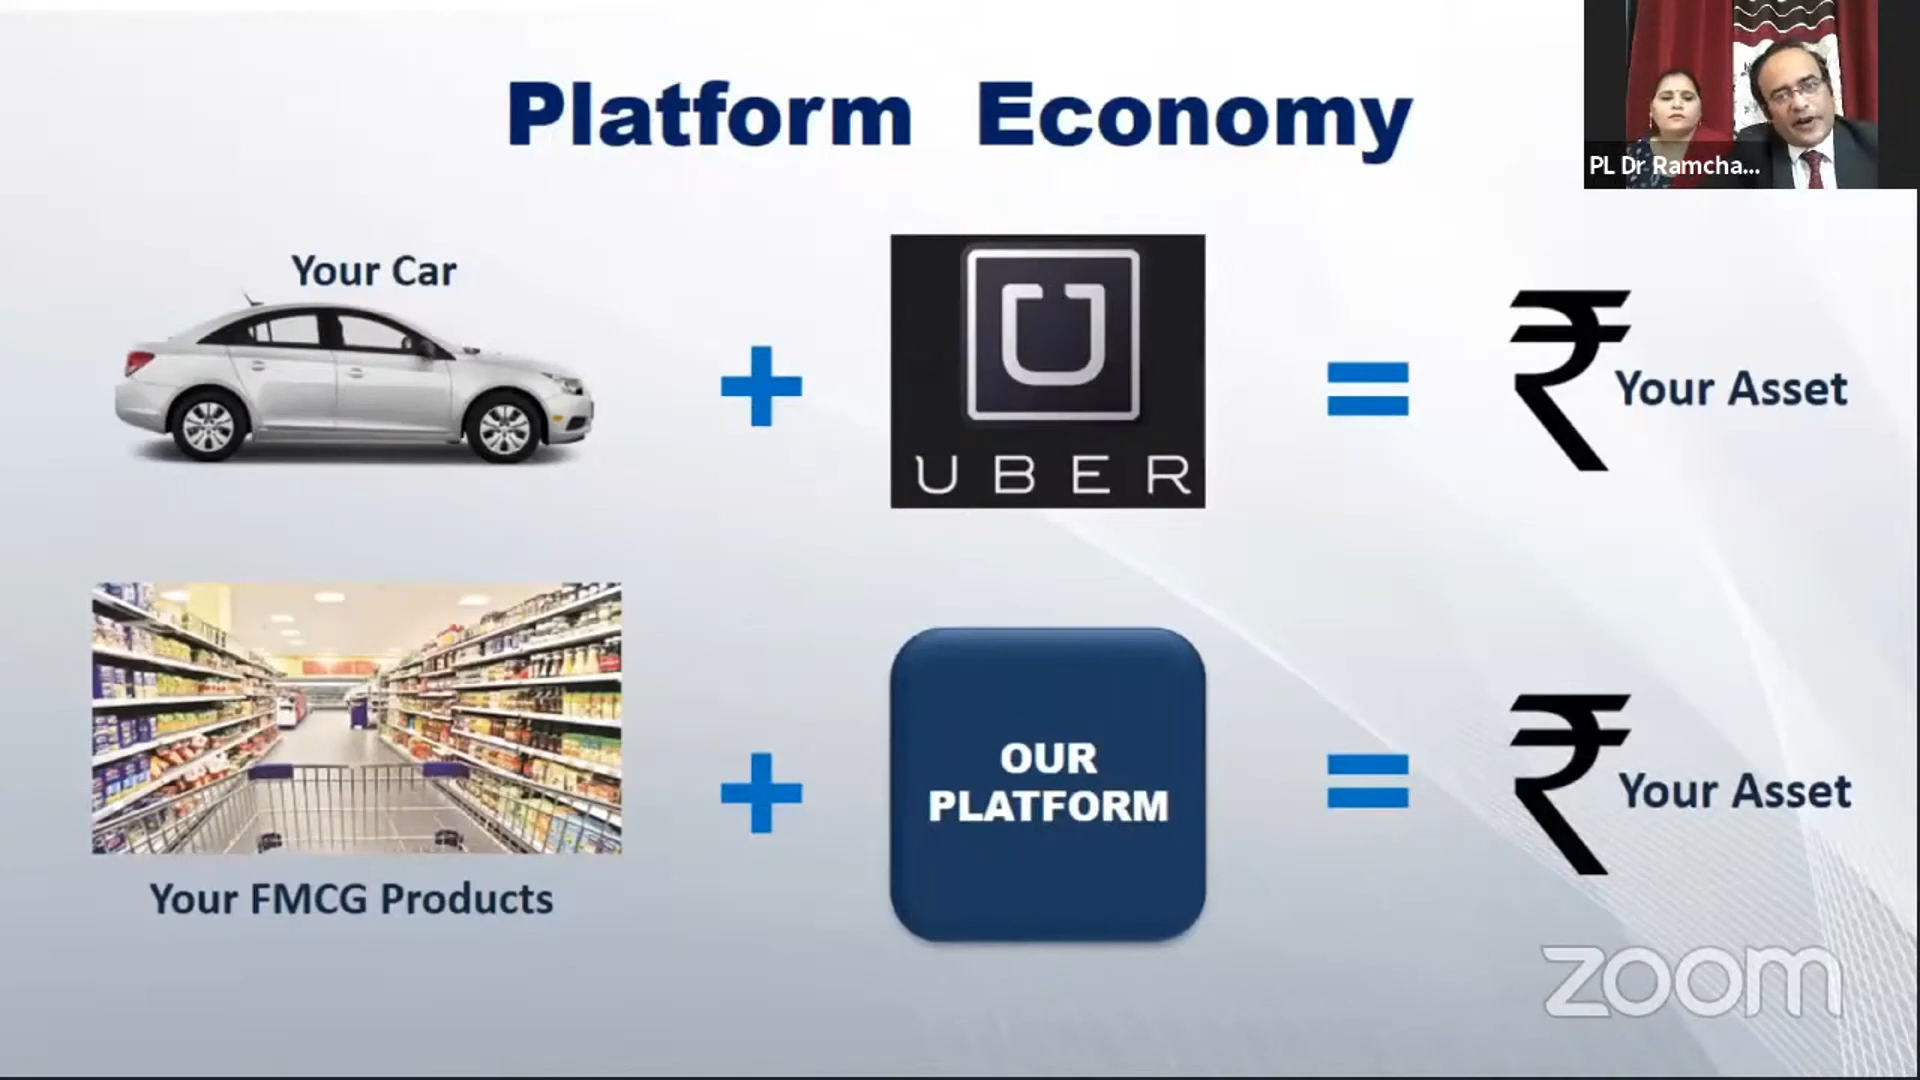 Platform Economy
PL Dr Ramcha...
Your Car
UBER
₹ Your Asset
OUR
PLATFORM
₹ Your Asset
Your FMCG Products
zoom